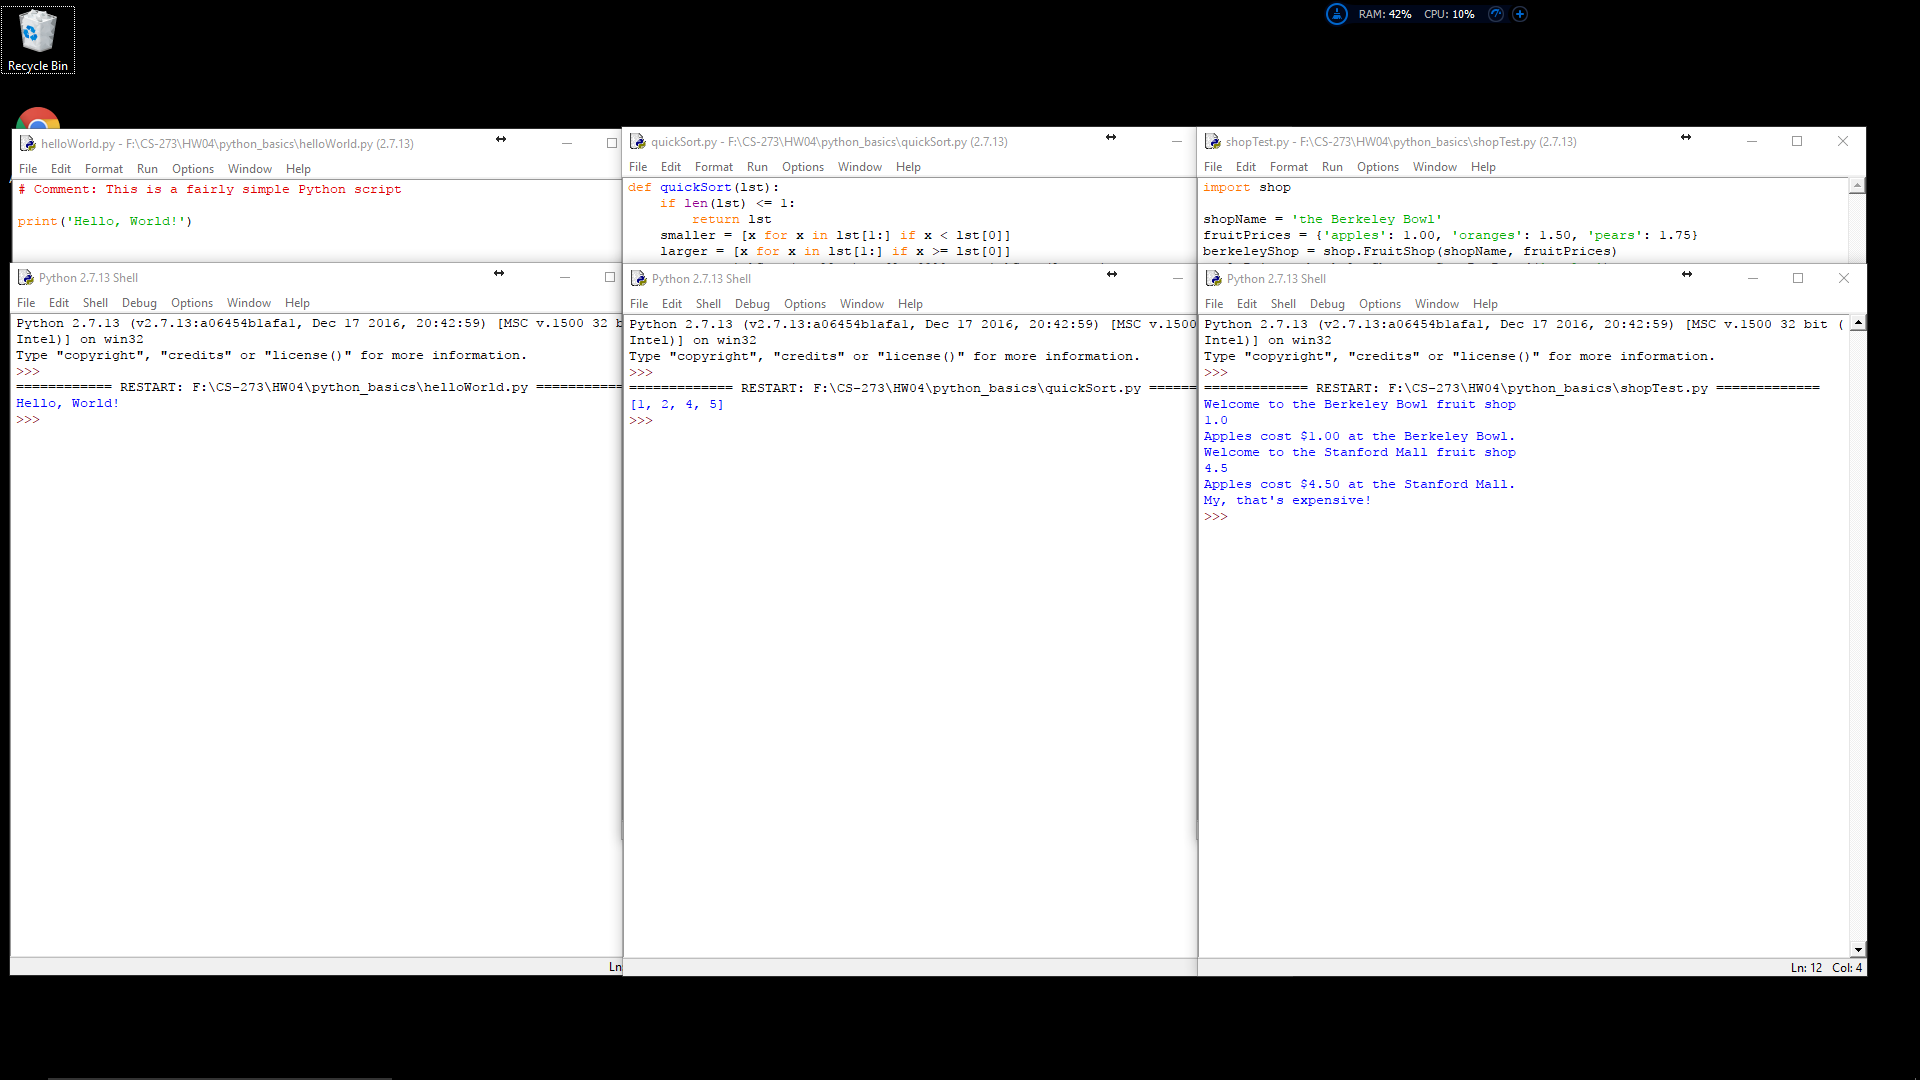 Recycle Bin
RAM: 42% CPU: 10%
helloWorld.py - F:\CS-273\HW04\python_basics\helloWorld.py (2.7.13)
File Edit Format Run Options Window Help
# Comment: This is a fairly simple Python script
print('Hello, World!')
Python 2.7.13 Shell
File Edit Shell Debug Options Window Help
Python 2.7.13 (v2.7.13:a06454b1afa1, Dec 17 2016, 20:42:59) [MSC v.1500 32 b
Intel)] on win32
Type "copyright", "credits" or "license()" for more information.
>>>
============ RESTART: F:\CS-273\HW04\python_basics\helloWorld.py ===========
Hello, World!
>>>
Ln
quickSort.py - F:\CS-273\HW04\python_basics\quickSort.py (2.7.13)
File Edit Format Run Options Window Help
def quickSort(lst):
    if len(lst) <= 1:
        return lst
    smaller = [x for x in lst[1:] if x < lst[0]]
    larger = [x for x in lst[1:] if x >= lst[0]]
Python 2.7.13 Shell
File Edit Shell Debug Options Window Help
Python 2.7.13 (v2.7.13:a06454b1afa1, Dec 17 2016, 20:42:59) [MSC v.1500
Intel)] on win32
Type "copyright", "credits" or "license()" for more information.
>>>
============= RESTART: F:\CS-273\HW04\python_basics\quickSort.py ======
[1, 2, 4, 5]
>>>
shopTest.py - F:\CS-273\HW04\python_basics\shopTest.py (2.7.13)
File Edit Format Run Options Window Help
import shop
shopName = 'the Berkeley Bowl'
fruitPrices = {'apples': 1.00, 'oranges': 1.50, 'pears': 1.75}
berkeleyShop = shop.FruitShop(shopName, fruitPrices)
Python 2.7.13 Shell
File Edit Shell Debug Options Window Help
Python 2.7.13 (v2.7.13:a06454b1afa1, Dec 17 2016, 20:42:59) [MSC v.1500 32 bit (
Intel)] on win32
Type "copyright", "credits" or "license()" for more information.
>>>
============= RESTART: F:\CS-273\HW04\python_basics\shopTest.py =============
Welcome to the Berkeley Bowl fruit shop
1.0
Apples cost $1.00 at the Berkeley Bowl.
Welcome to the Stanford Mall fruit shop
4.5
Apples cost $4.50 at the Stanford Mall.
My, that's expensive!
>>>
Ln: 12 Col: 4